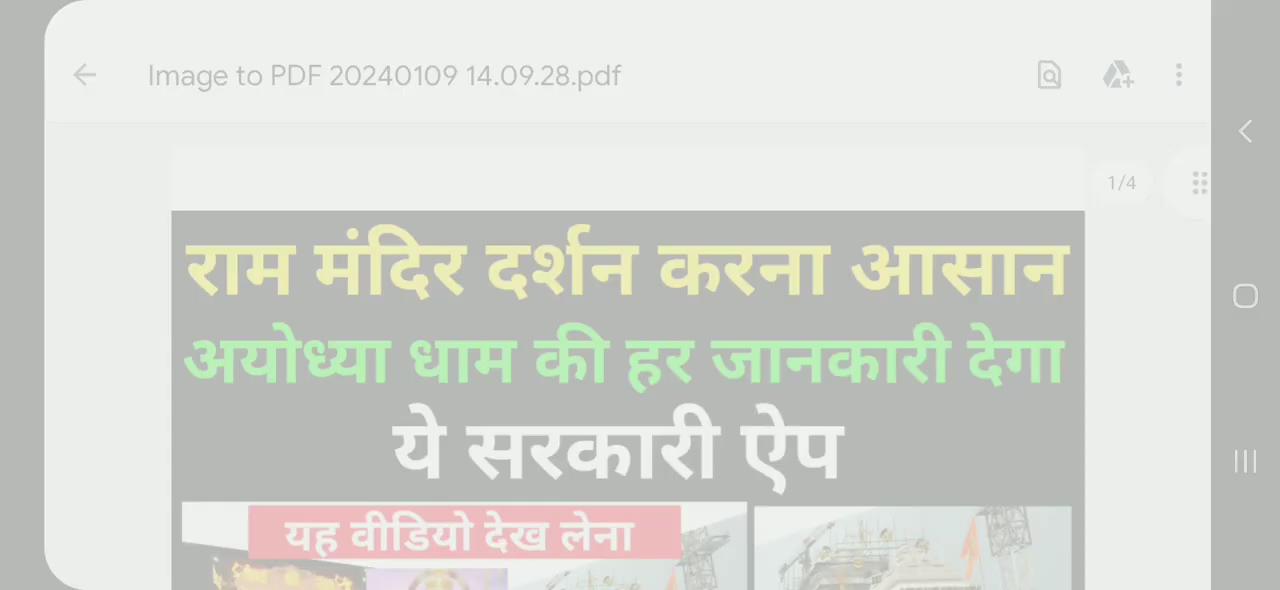 Image to PDF 20240109 14.09.28.pdf
1/4
राम मंदिर दर्शन करना आसान
अयोध्या धाम की हर जानकारी देगा
ये सरकारी ऐप
यह वीडियो देख लेना